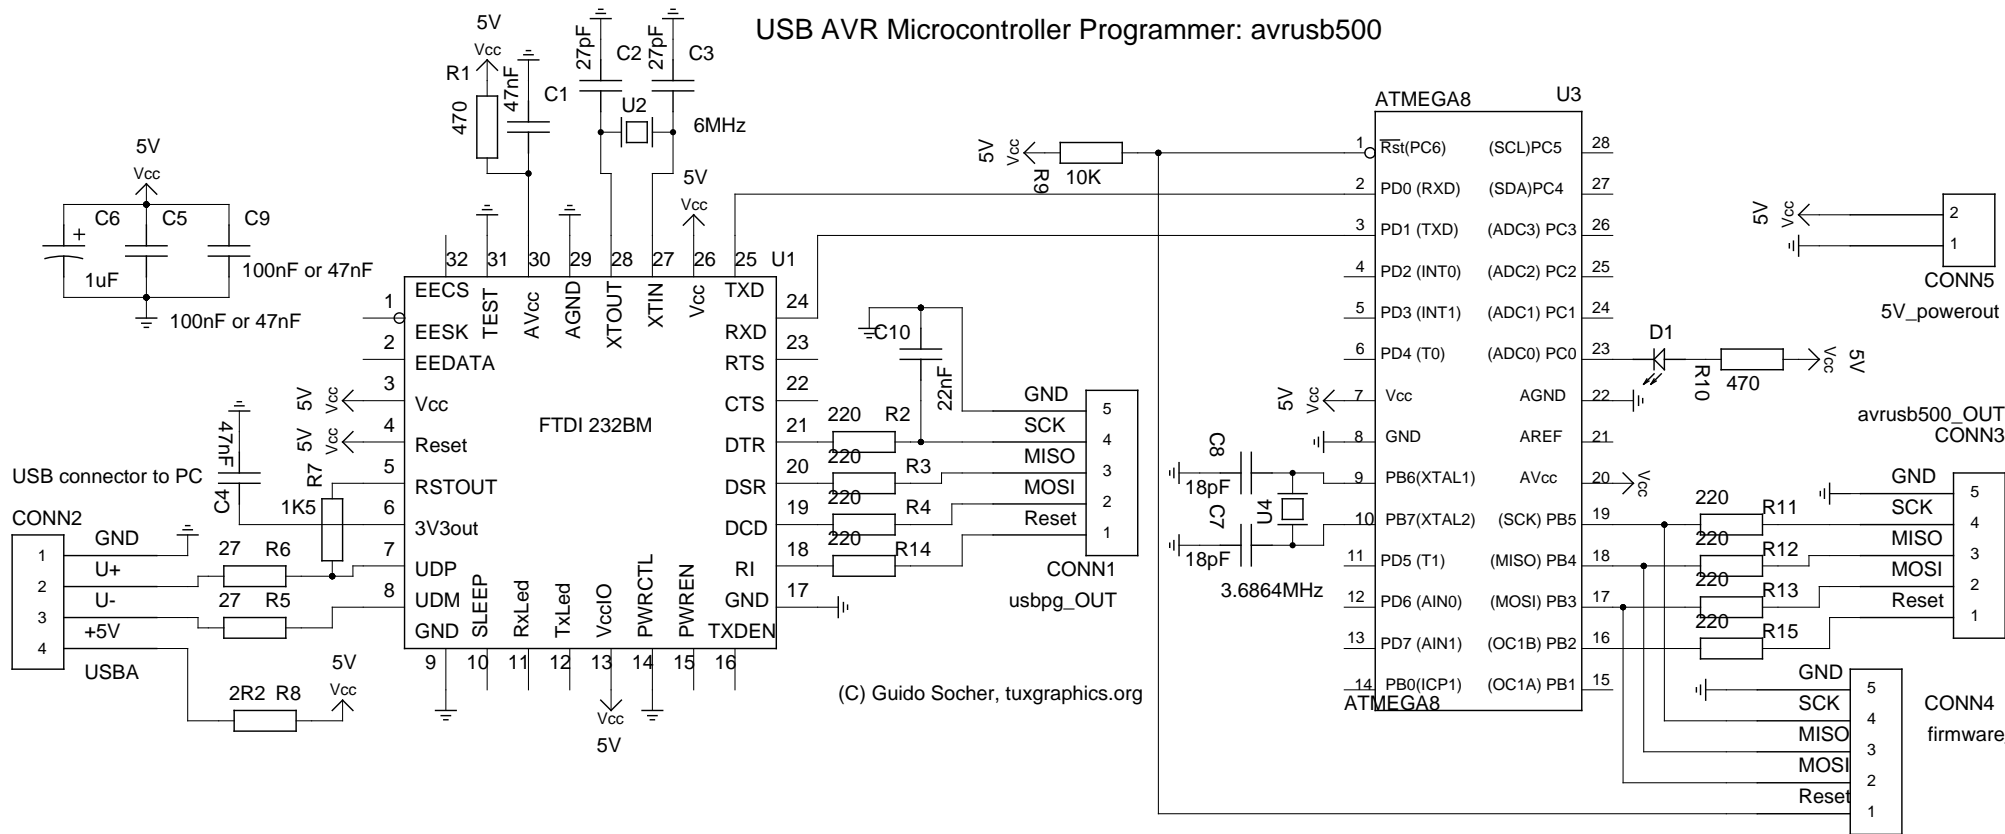 USB AVR Microcontroller Programmer: avrusb500
5V
Vcc
R1
470
47nF
C1
27pF
C2
27pF
C3
U2
6MHz
5V
Vcc
C6
C5
C9
+
1uF
100nF or 47nF
100nF or 47nF
5V
Vcc
32
31
30
29
28
27
26
25
U1
EECS
TEST
AVcc
AGND
XTOUT
XTIN
Vcc
TXD
1
EESK
2
EEDATA
3
Vcc
5V
Vcc
4
Reset
5V
Vcc
5
RSTOUT
6
3V3out
7
UDP
8
UDM
GND
SLEEP
RxLed
TxLed
VccIO
PWRCTL
PWREN
TXDEN
9
10
11
12
13
14
15
16
Vcc
5V
FTDI 232BM
24
RXD
23
RTS
22
CTS
21
DTR
20
DSR
19
DCD
18
RI
17
GND
47nF
C4
R7
1K5
USB connector to PC
CONN2
1
GND
2
U+
3
U-
4
+5V
USBA
27
R6
27
R5
2R2
R8
5V
Vcc
C10
22nF
220
R2
220
R3
220
R4
220
R14
GND
5
SCK
4
MISO
3
MOSI
2
Reset
1
CONN1
usbpg_OUT
(C) Guido Socher, tuxgraphics.org
5V
Vcc
R9
10K
ATMEGA8
U3
1
Rst(PC6)
(SCL)PC5
28
2
PD0 (RXD)
(SDA)PC4
27
3
PD1 (TXD)
(ADC3) PC3
26
4
PD2 (INT0)
(ADC2) PC2
25
5
PD3 (INT1)
(ADC1) PC1
24
6
PD4 (T0)
(ADC0) PC0
23
5V
Vcc
7
Vcc
AGND
22
8
GND
AREF
21
9
PB6(XTAL1)
AVcc
20
Vcc
10
PB7(XTAL2)
(SCK) PB5
19
11
PD5 (T1)
(MISO) PB4
18
12
PD6 (AIN0)
(MOSI) PB3
17
13
PD7 (AIN1)
(OC1B) PB2
16
14
PB0(ICP1)
(OC1A) PB1
15
ATMEGA8
C8
18pF
C7
18pF
U4
3.6864MHz
D1
R10
470
Vcc
5V
5V
Vcc
2
1
CONN5
5V_powerout
avrusb500_OUT
CONN3
220
R11
220
R12
220
R13
220
R15
GND
5
SCK
4
MISO
3
MOSI
2
Reset
1
GND
5
SCK
4
MISO
3
MOSI
2
Reset
1
CONN4
firmware